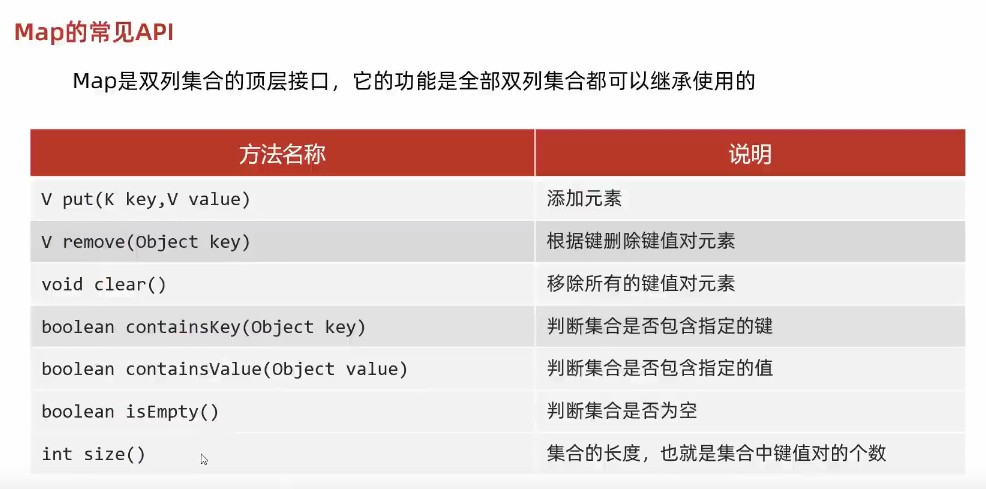 Map的常见API
Map是双列集合的顶层接口，它的功能是全部双列集合都可以继承使用的
方法名称 说明
V put(K key,V value) 添加元素
V remove(Object key) 根据键删除键值对元素
void clear() 移除所有的键值对元素
boolean containsKey(Object key) 判断集合是否包含指定的键
boolean containsValue(Object value) 判断集合是否包含指定的值
boolean isEmpty() 判断集合是否为空
int size() 集合的长度，也就是集合中键值对的个数